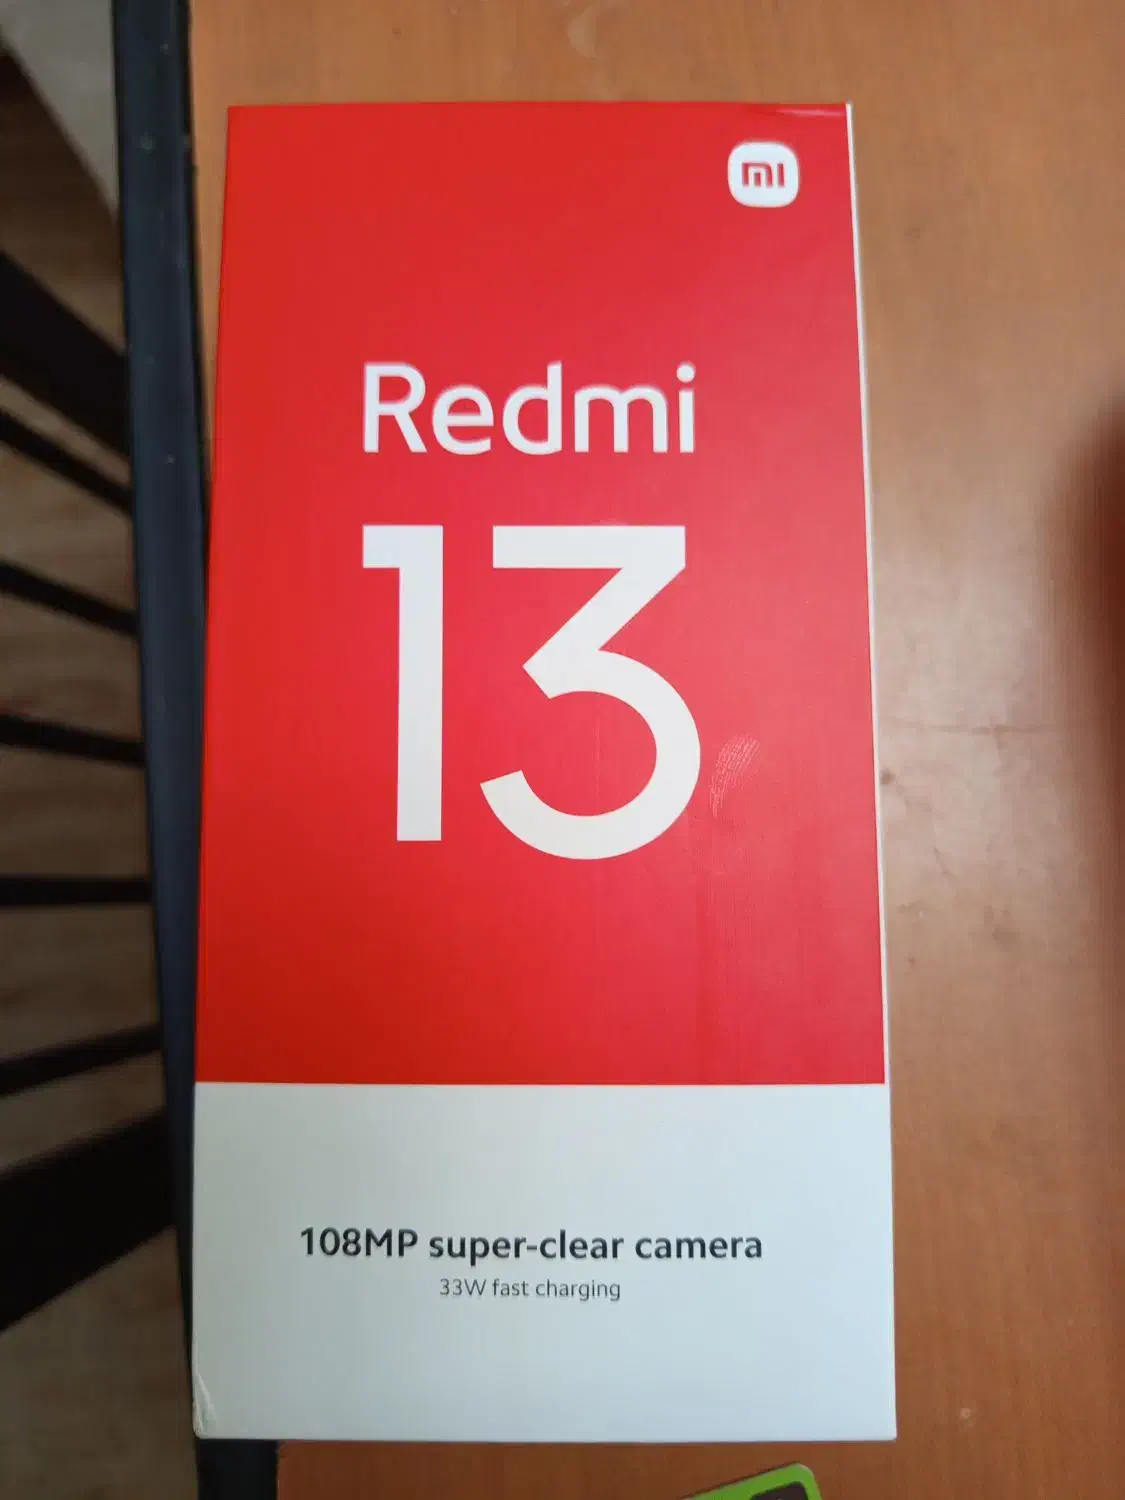 mi
Redmi
13
108MP super-clear camera
33W fast charging